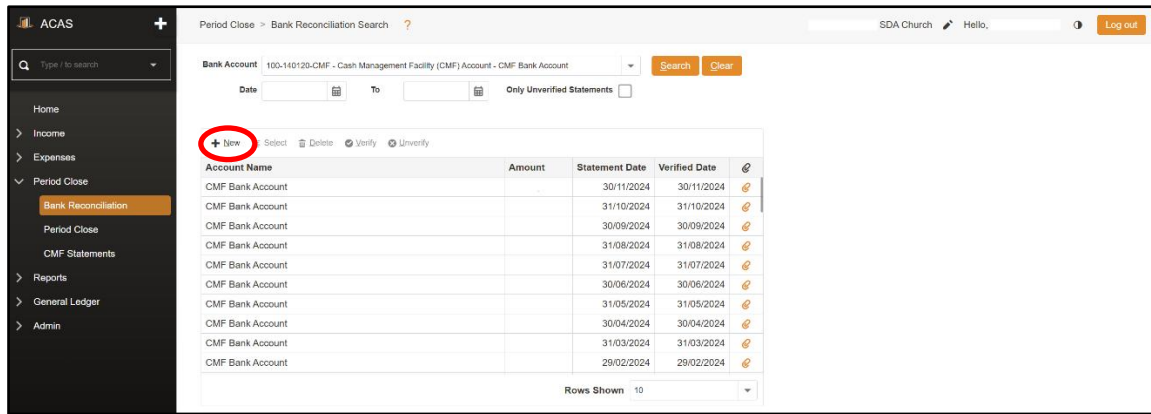 ACAS
Period Close > Bank Reconciliation Search ?
SDA Church Hello,
Log out
Type / to search
Bank Account 100-140120-CMF - Cash Management Facility (CMF) Account - CMF Bank Account Search Clear
Date To Only Unverified Statements
Home
Income
Expenses
Period Close
Bank Reconciliation
Period Close
CMF Statements
Reports
General Ledger
Admin
New Select Delete Verify Unverify
Account Name Amount Statement Date Verified Date
CMF Bank Account 30/11/2024 30/11/2024
CMF Bank Account 31/10/2024 31/10/2024
CMF Bank Account 30/09/2024 30/09/2024
CMF Bank Account 31/08/2024 31/08/2024
CMF Bank Account 31/07/2024 31/07/2024
CMF Bank Account 30/06/2024 30/06/2024
CMF Bank Account 31/05/2024 31/05/2024
CMF Bank Account 30/04/2024 30/04/2024
CMF Bank Account 31/03/2024 31/03/2024
CMF Bank Account 29/02/2024 29/02/2024
Rows Shown 10